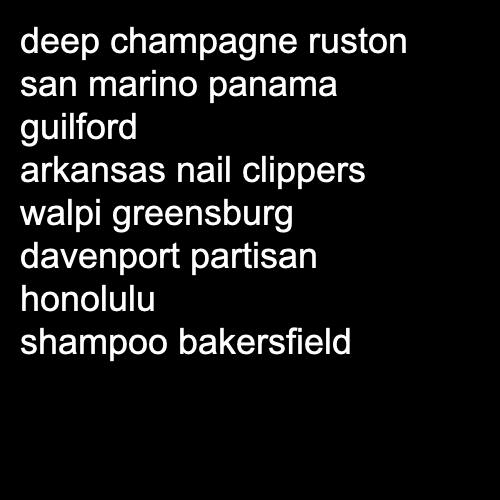 deep champagne ruston
san marino panama
guilford
arkansas nail clippers
walpi greensburg
davenport partisan
honolulu
shampoo bakersfield